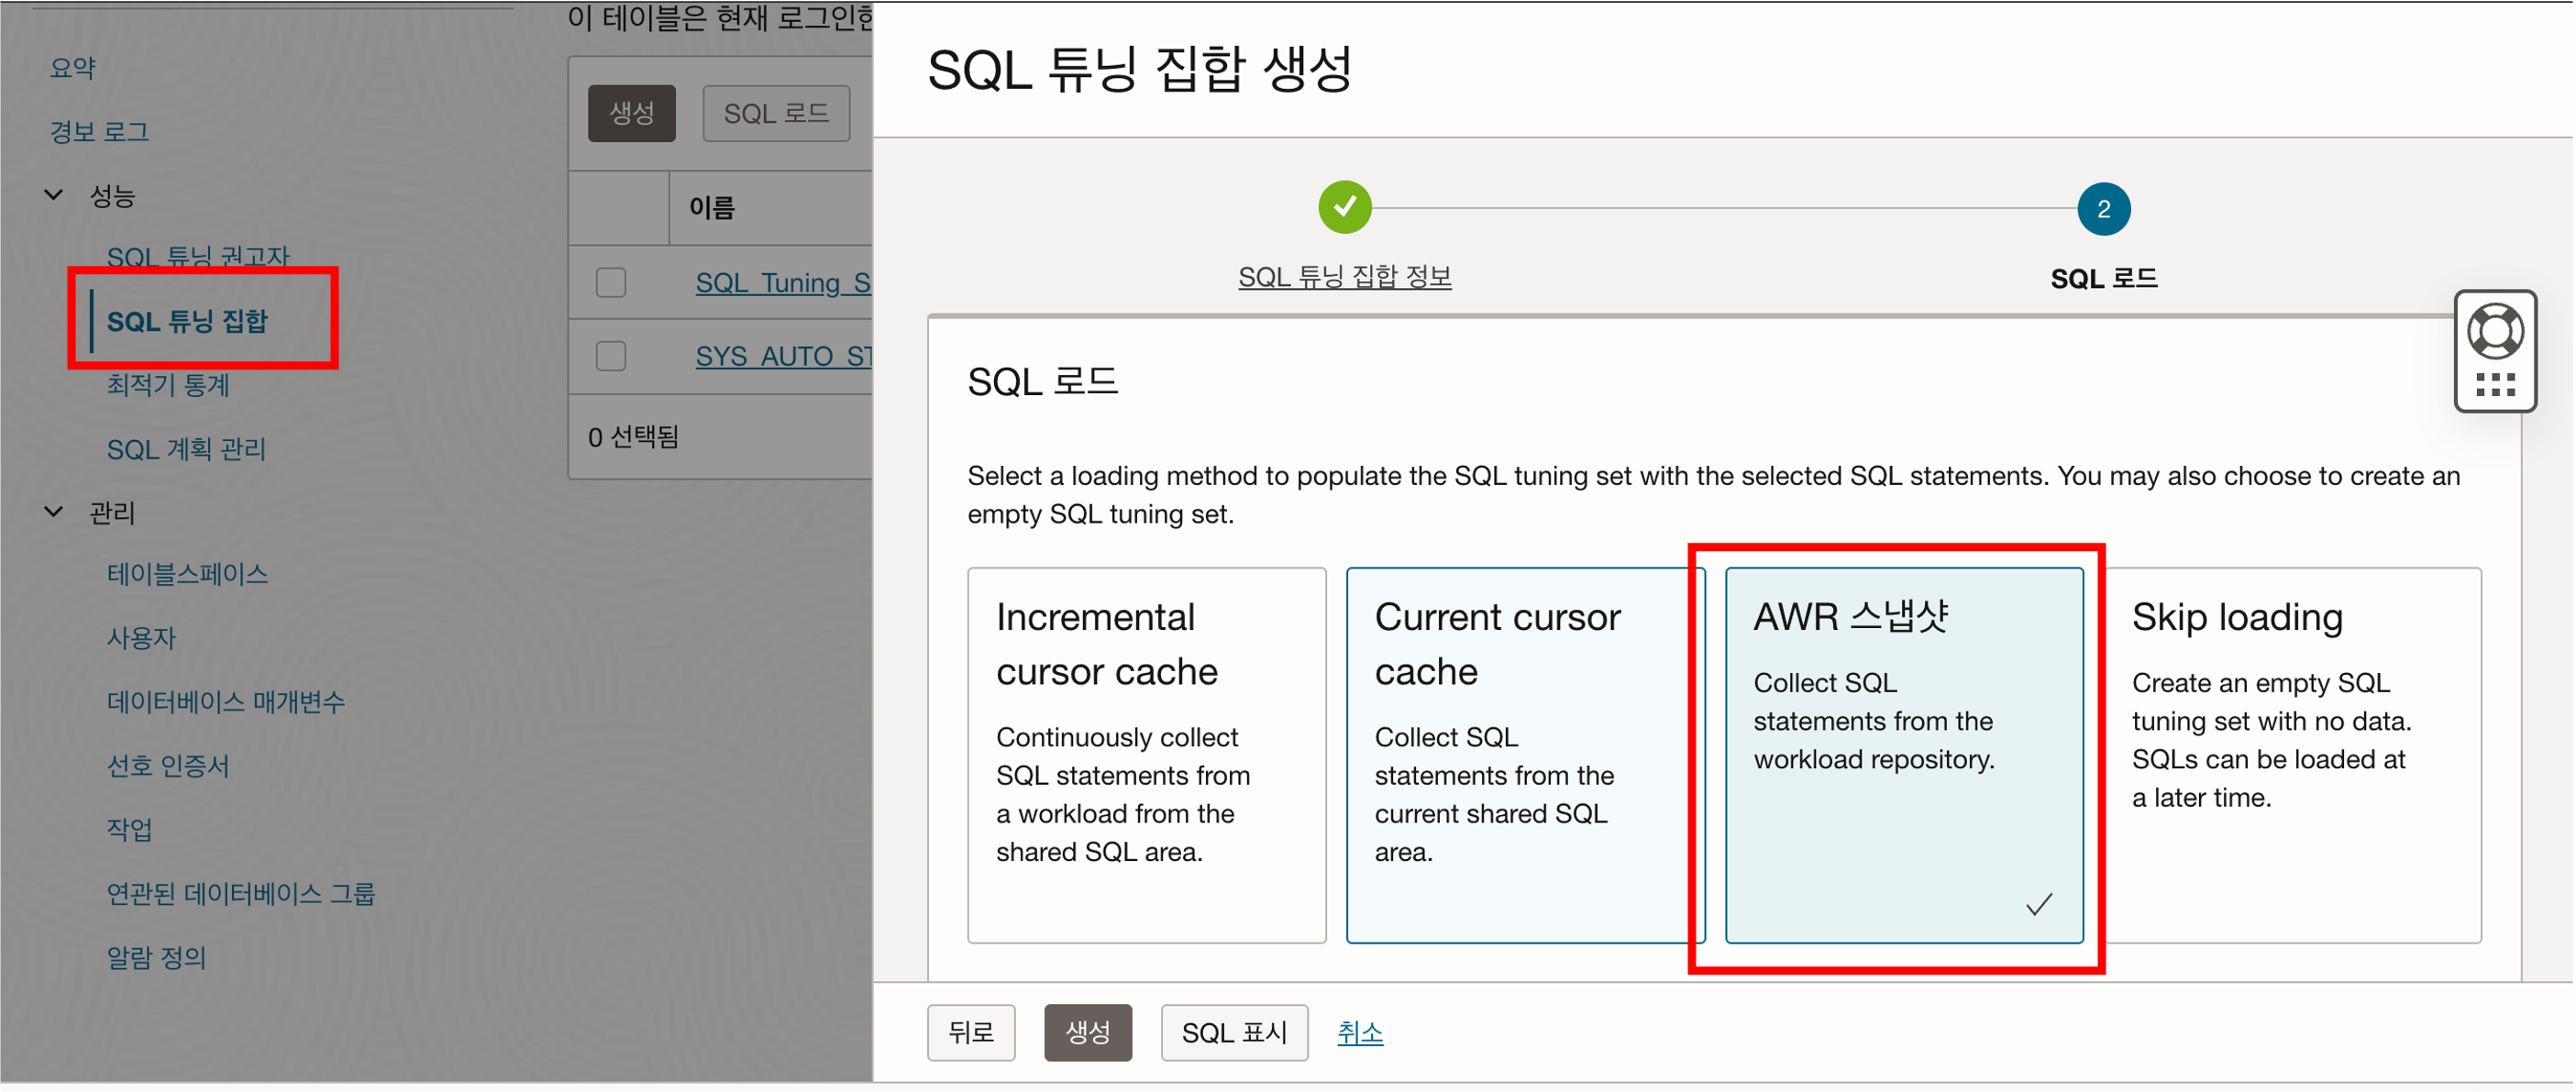 이 테이블은 현재 로그인한
요약
경보 로그
성능
SQL 튜닝 권고자
SQL 튜닝 집합
최적기 통계
SQL 계획 관리
관리
테이블스페이스
사용자
데이터베이스 매개변수
선호 인증서
작업
연관된 데이터베이스 그룹
알람 정의
생성 SQL 로드
이름
SQL_Tuning_S
SYS_AUTO_ST
0 선택됨
SQL 튜닝 집합 생성
2
SQL 튜닝 집합 정보 SQL 로드
SQL 로드
Select a loading method to populate the SQL tuning set with the selected SQL statements. You may also choose to create an
empty SQL tuning set.
Incremental
cursor cache
Continuously collect
SQL statements from
a workload from the
shared SQL area.
Current cursor
cache
Collect SQL
statements from the
current shared SQL
area.
AWR 스냅샷
Collect SQL
statements from the
workload repository.
Skip loading
Create an empty SQL
tuning set with no data.
SQLs can be loaded at
a later time.
뒤로 생성 SQL 표시 취소